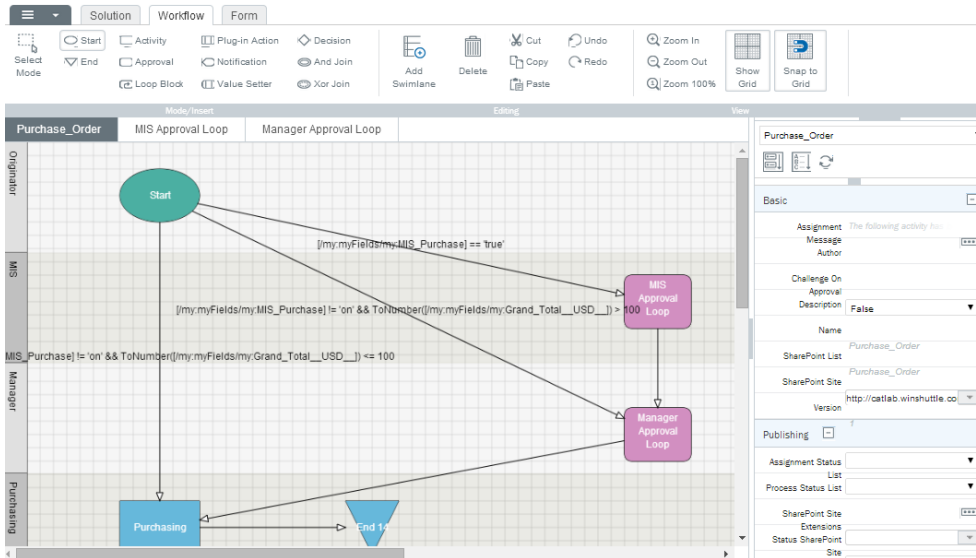 Solution Workflow Form
Select Mode
Start
Activity
Plug-in Action
Decision
End
Approval
Notification
And Join
Loop Block
Value Setter
Xor Join
Add Swimlane
Delete
Cut
Undo
Copy
Redo
Paste
Zoom In
Zoom Out
Zoom 100%
Show Grid
Snap to Grid
Mode/Insert
Editing
View
Purchase_Order
MIS Approval Loop
Manager Approval Loop
Originator
Start
[/my:myFields/my:MIS_Purchase] == 'true'
MIS
MIS
Approval
Loop
[/my:myFields/my:MIS_Purchase] != 'on' && ToNumber([/my:myFields/my:Grand_Total__USD__]) > 100
MIS_Purchase] != 'on' && ToNumber([/my:myFields/my:Grand_Total__USD__]) <= 100
Manager
Manager
Approval
Loop
Purchasing
Purchasing
End 14
Purchase_Order
Basic
Assignment
Message
Author
The following activity has
Challenge On
Approval
Description
False
Name
Purchase_Order
SharePoint List
Purchase_Order
SharePoint Site
http://catlab.winshuttle.co
Version
1
Publishing
Assignment Status
List
Process Status List
SharePoint Site
Extensions
Status SharePoint
Site